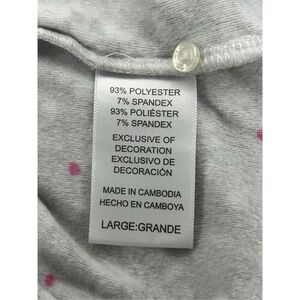 93% POLYESTER
7% SPANDEX
93% POLIÉSTER
7% SPANDEX
EXCLUSIVE OF
DECORATION
EXCLUSIVO DE
DECORACIÓN
MADE IN CAMBODIA
HECHO EN CAMBOYA
LARGE:GRANDE